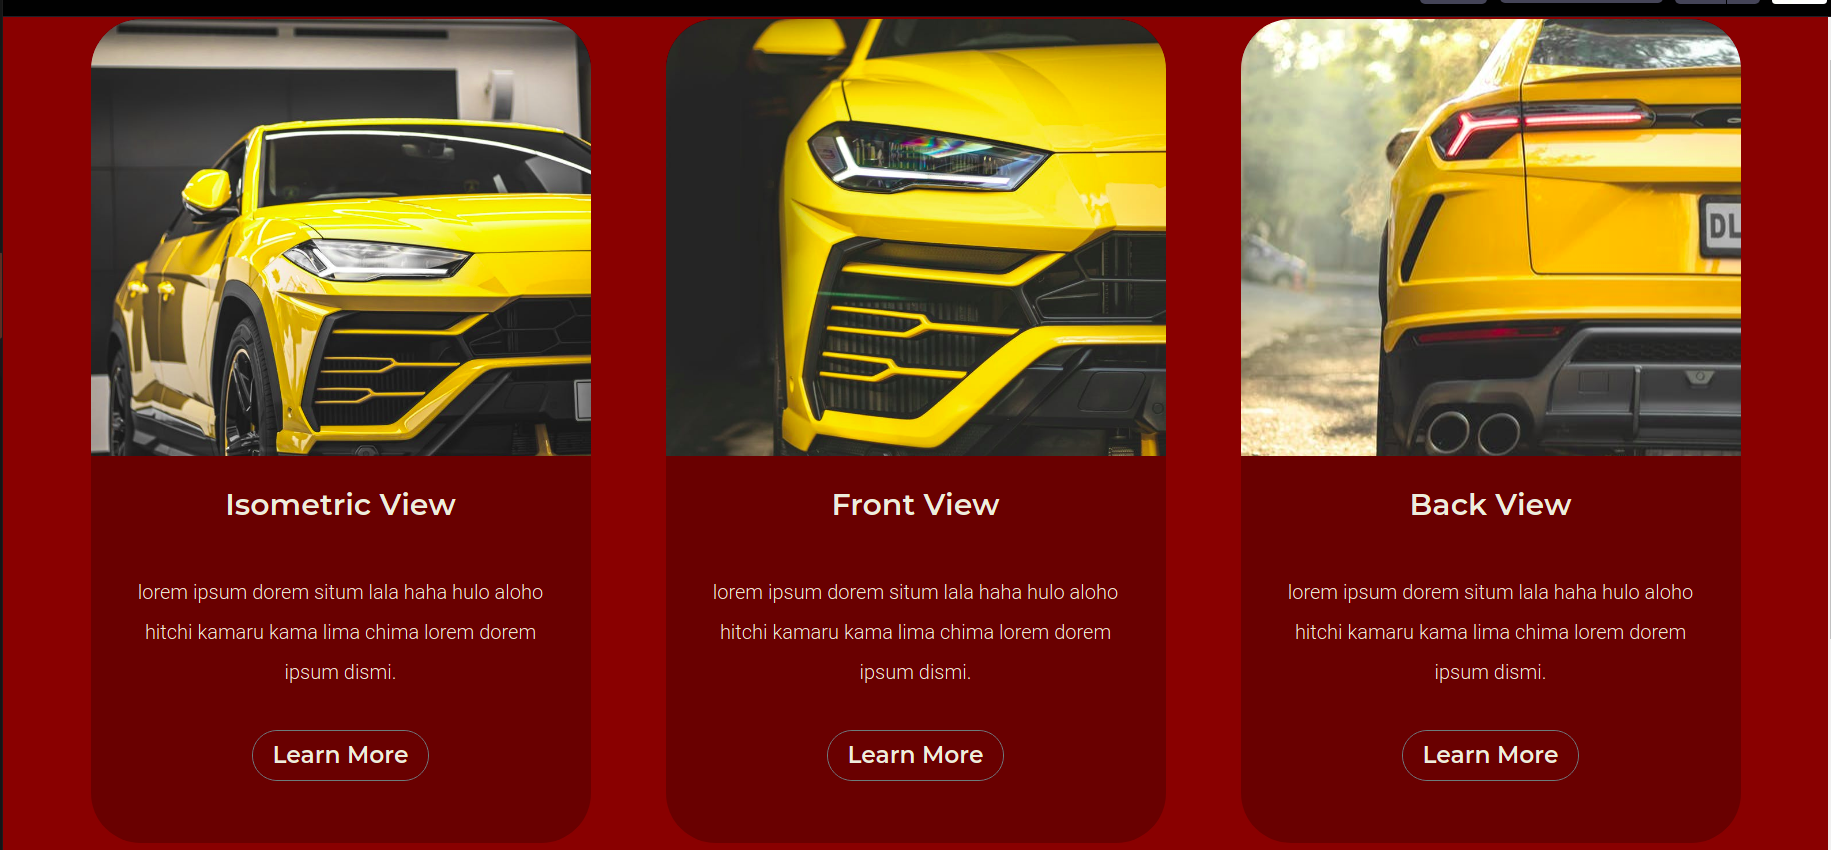 DL
Isometric View
lorem ipsum dorem situm lala haha hulo aloho
hitchi kamaru kama lima chima lorem dorem
ipsum dismi.
Learn More
Front View
lorem ipsum dorem situm lala haha hulo aloho
hitchi kamaru kama lima chima lorem dorem
ipsum dismi.
Learn More
Back View
lorem ipsum dorem situm lala haha hulo aloho
hitchi kamaru kama lima chima lorem dorem
ipsum dismi.
Learn More